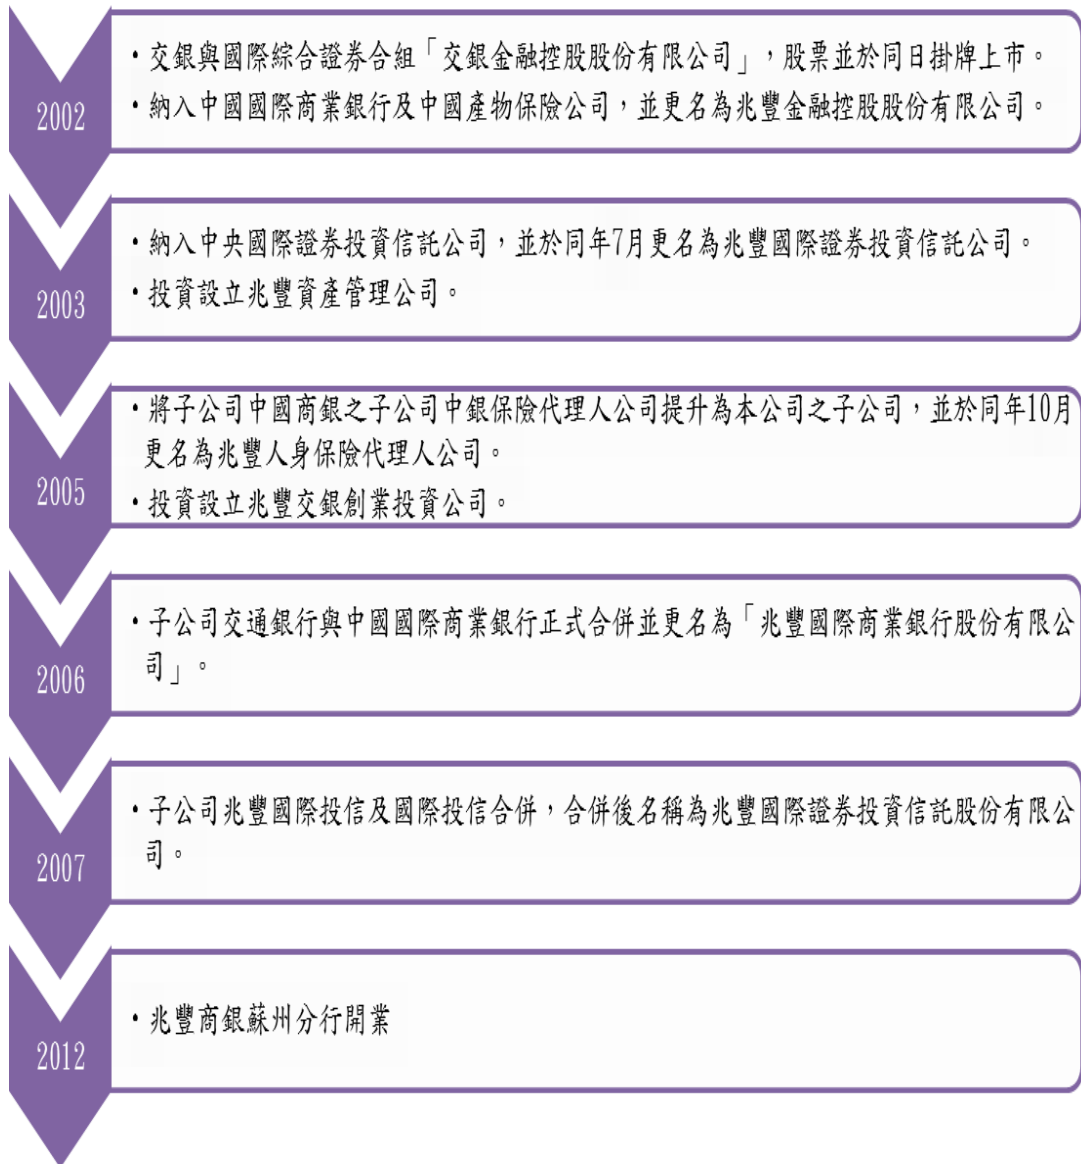 2002
•交銀與國際綜合證券合組「交銀金融控股股份有限公司」，股票並於同日掛牌上市。
•納入中國國際商業銀行及中國產物保險公司，並更名為兆豐金融控股股份有限公司。
2003
•納入中央國際證券投資信託公司，並於同年7月更名為兆豐國際證券投資信託公司。
•投資設立兆豐資產管理公司。
2005
•將子公司中國商銀之子公司中銀保險代理人公司提升為本公司之子公司，並於同年10月
更名為兆豐人身保險代理人公司。
•投資設立兆豐交銀創業投資公司。
2006
•子公司交通銀行與中國國際商業銀行正式合併並更名為「兆豐國際商業銀行股份有限公
司」。
2007
•子公司兆豐國際投信及國際投信合併，合併後名稱為兆豐國際證券投資信託股份有限公
司。
2012
•兆豐商銀蘇州分行開業